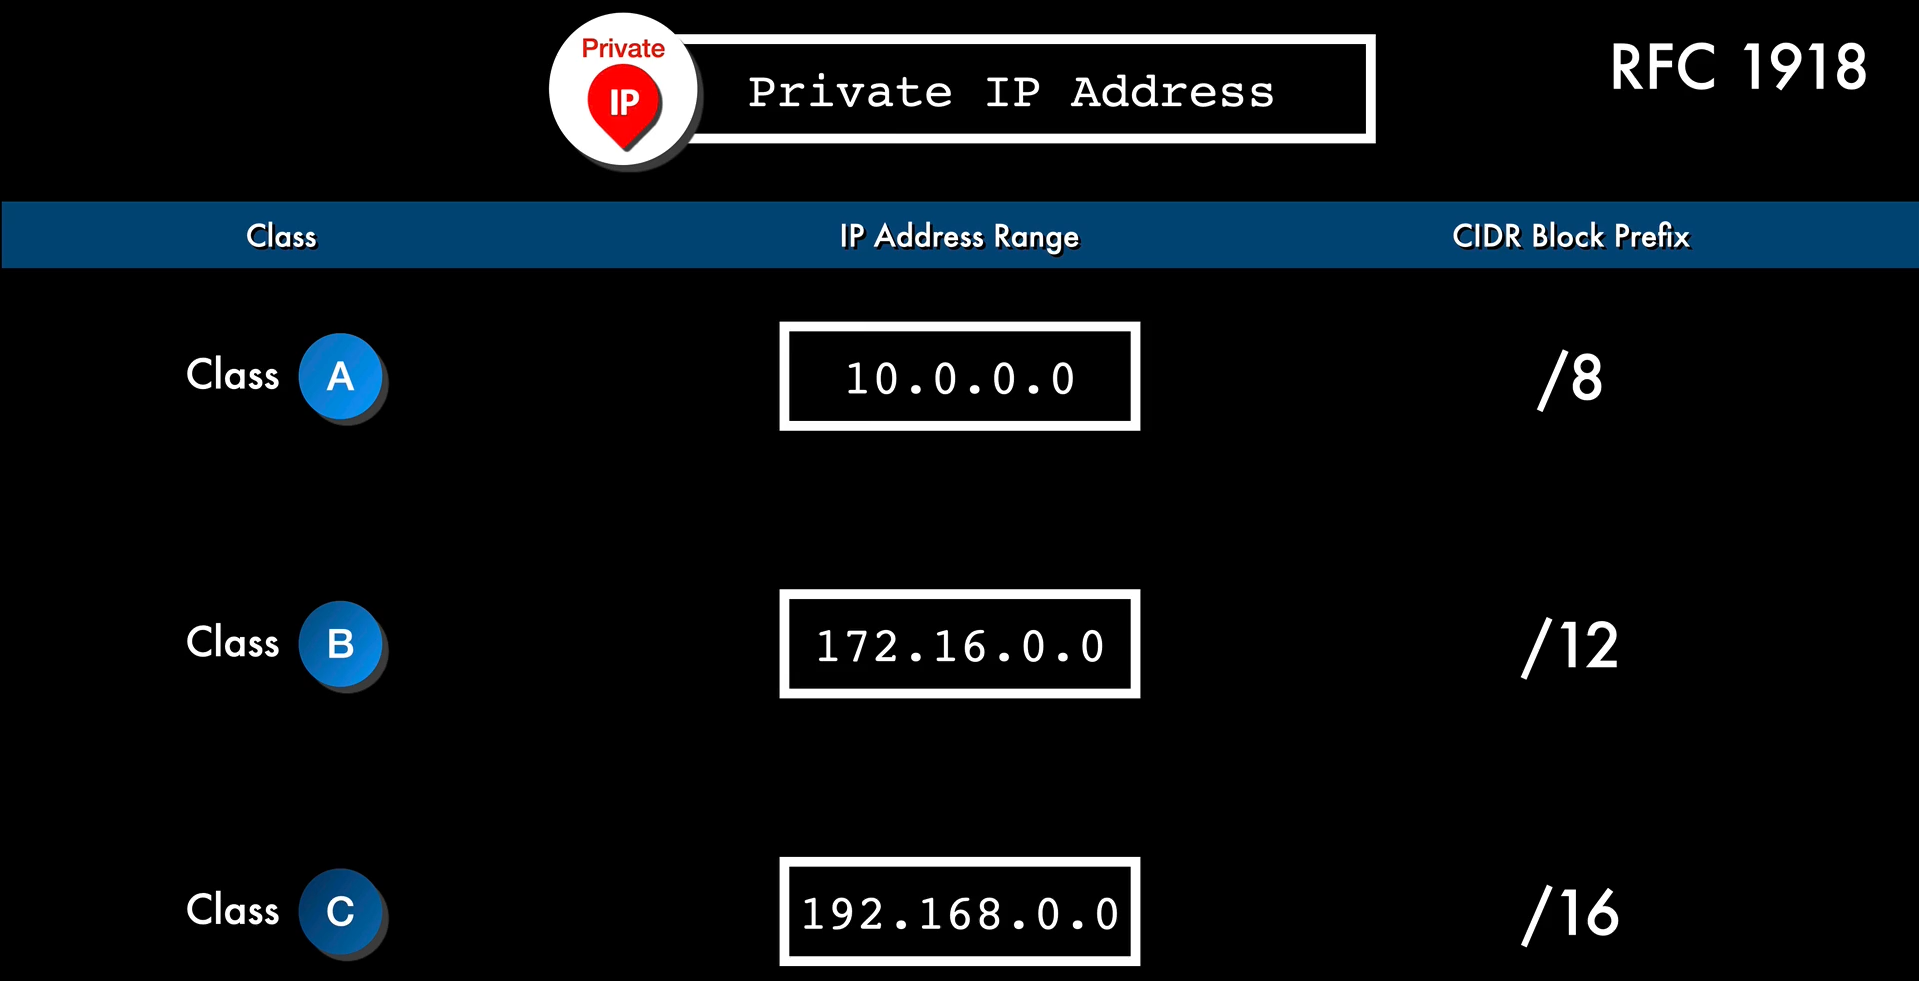 Private
IP
Private IP Address
RFC 1918
Class
IP Address Range
CIDR Block Prefix
Class A
10.0.0.0
/8
Class B
172.16.0.0
/12
Class C
192.168.0.0
/16